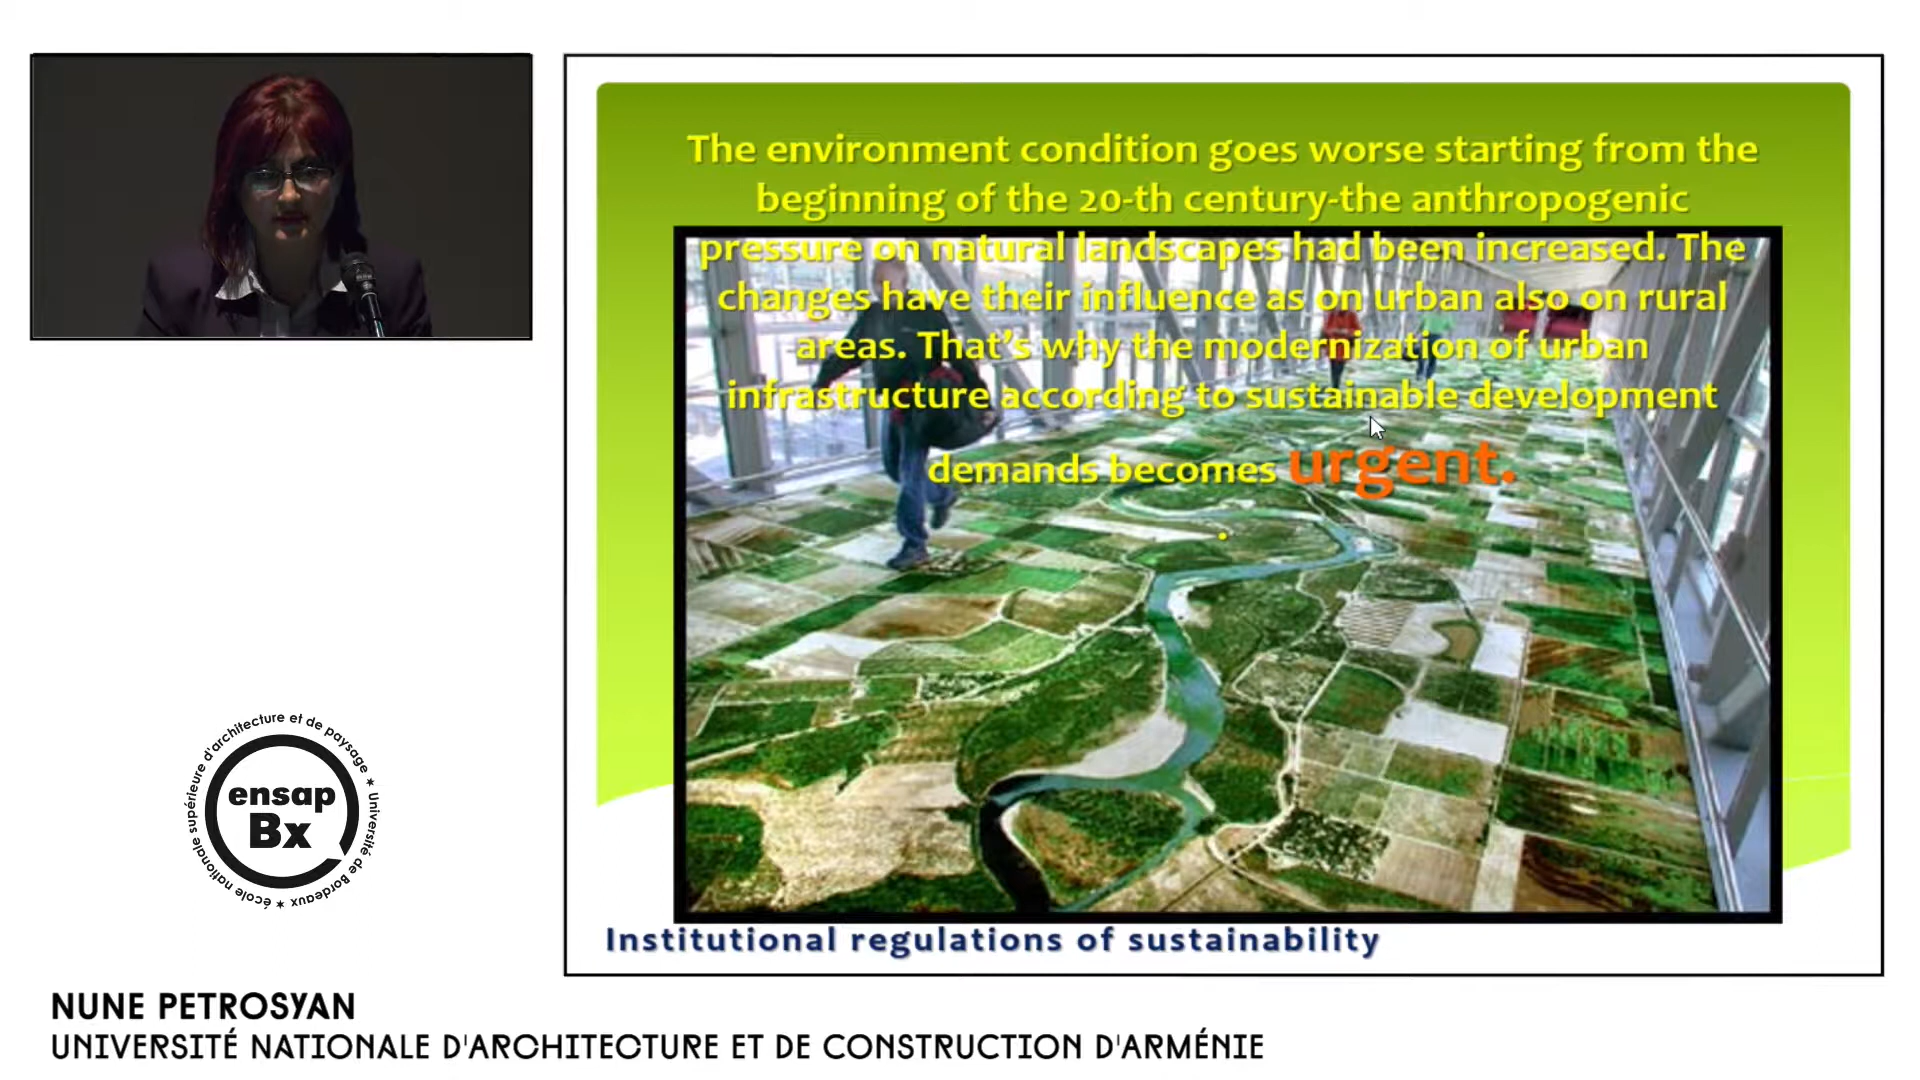 The environment condition goes worse starting from the
beginning of the 20-th century-the anthropogenic
pressure on natural landscapes had been increased. The
changes have their influence as on urban also on rural
areas. That's why the modernization of urban
infrastructure according to sustainable development
demands becomes urgent.
Institutional regulations of sustainability
école nationale supérieure d'architecture et de paysage * Université de Bordeaux *
ensap
Bx
NUNE PETROSYAN
UNIVERSITÉ NATIONALE D'ARCHITECTURE ET DE CONSTRUCTION D'ARMÉNIE